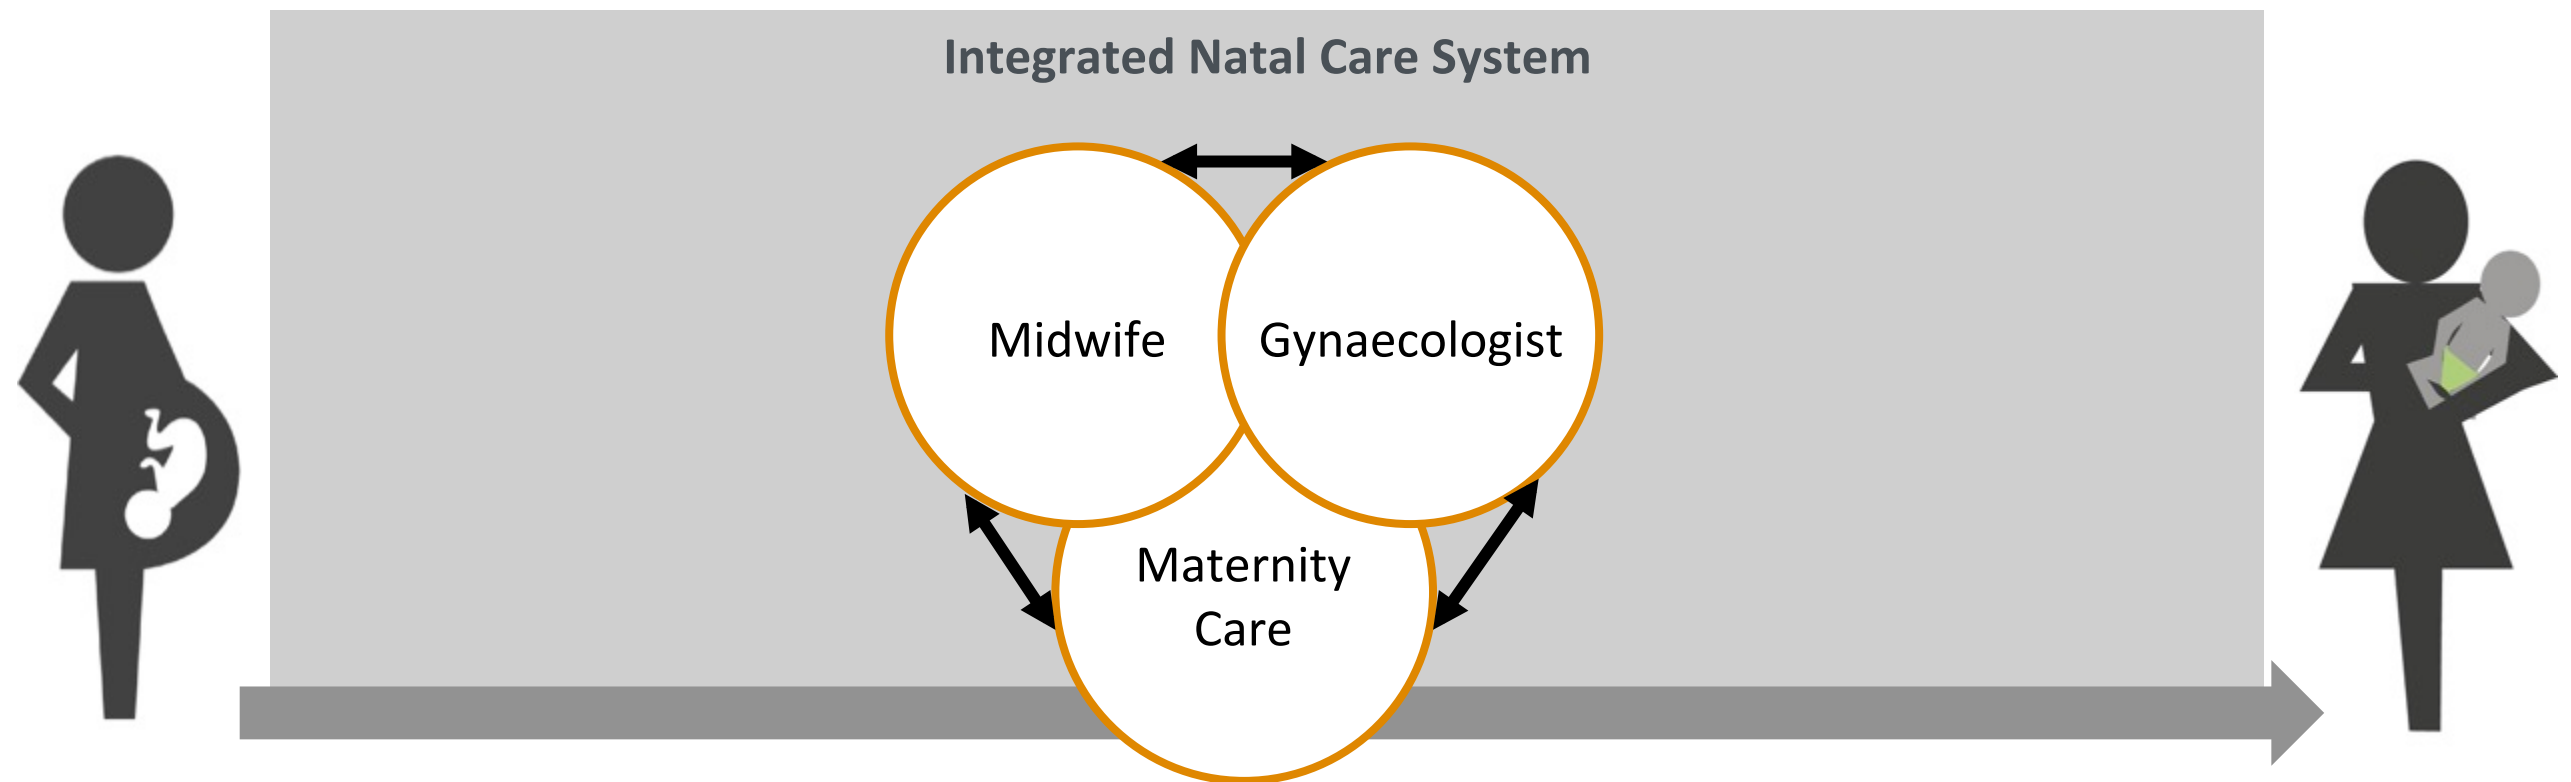 Integrated Natal Care System
Midwife
Gynaecologist
Maternity
Care